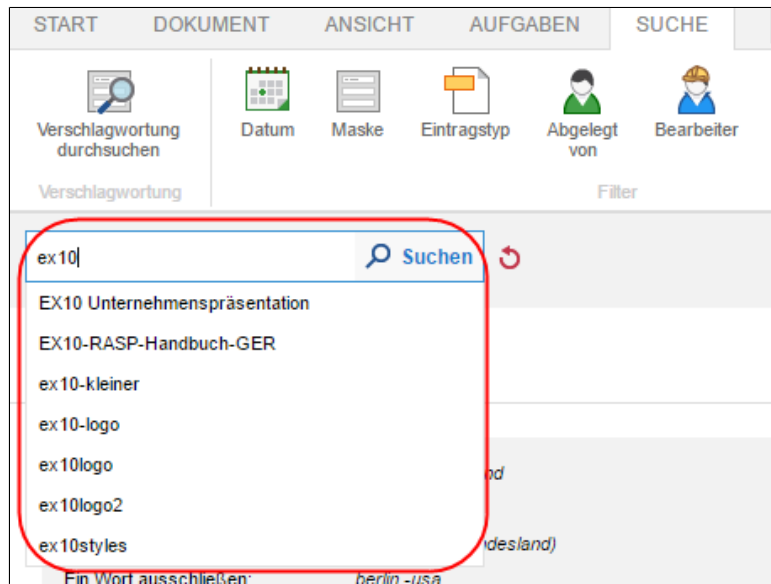 START DOKUMENT ANSICHT AUFGABEN SUCHE
Verschlagwortung durchsuchen
Datum
Maske
Eintragstyp
Abgelegt von
Bearbeiter
Verschlagwortung
Filter
ex10
Suchen
EX10 Unternehmenspräsentation
EX10-RASP-Handbuch-GER
ex10-kleiner
ex10-logo
ex10logo
ex10logo2
ex10styles
Ein Wort ausschließen: berlin -usa